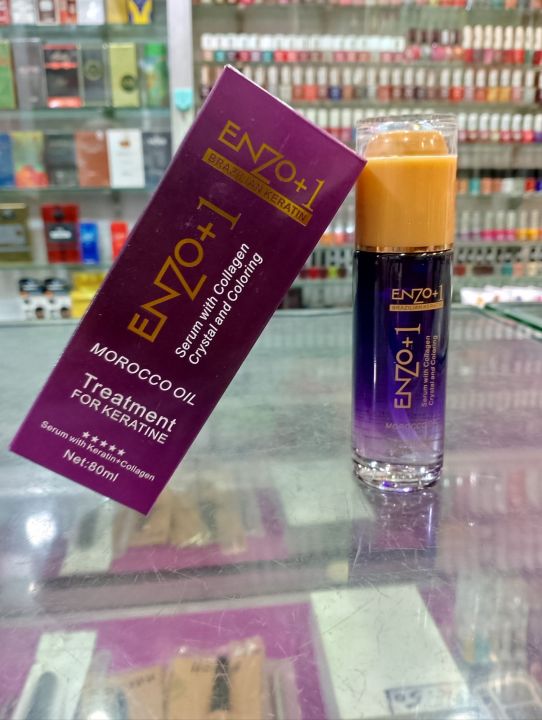 ENZO+1
BRAZILIAN KERATIN
ENZO+1
Serum with Collagen
Crystal and Coloring
MOROCCO OIL
Treatment
FOR KERATINE
★★★★★
Serum with Keratin+Collagen
Net:80ml
ENZO+1
BRAZILIAN KERATIN
ENZO+1
Serum with Collagen
Crystal and Coloring
MOROCCO